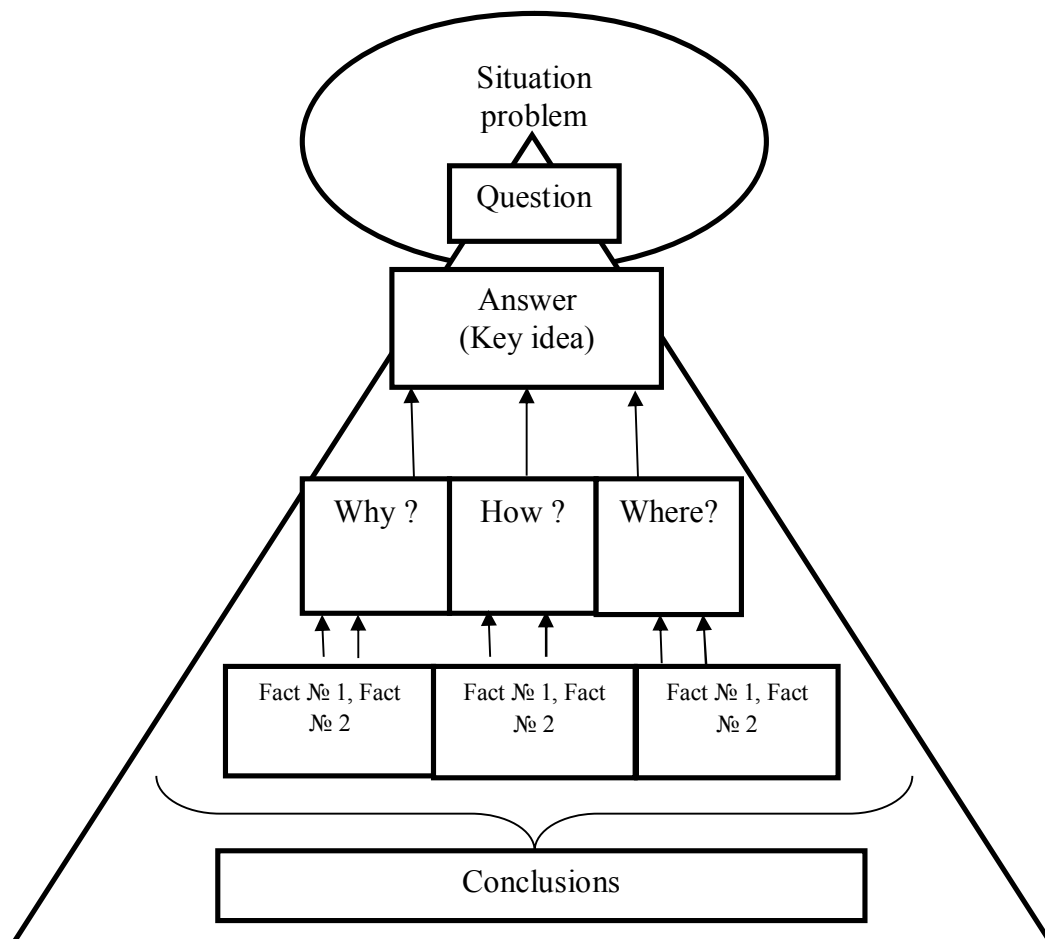 Situation
problem
Question
Answer
(Key idea)
Why ?
How ?
Where?
Fact № 1, Fact
№ 2
Fact № 1, Fact
№ 2
Fact № 1, Fact
№ 2
Conclusions